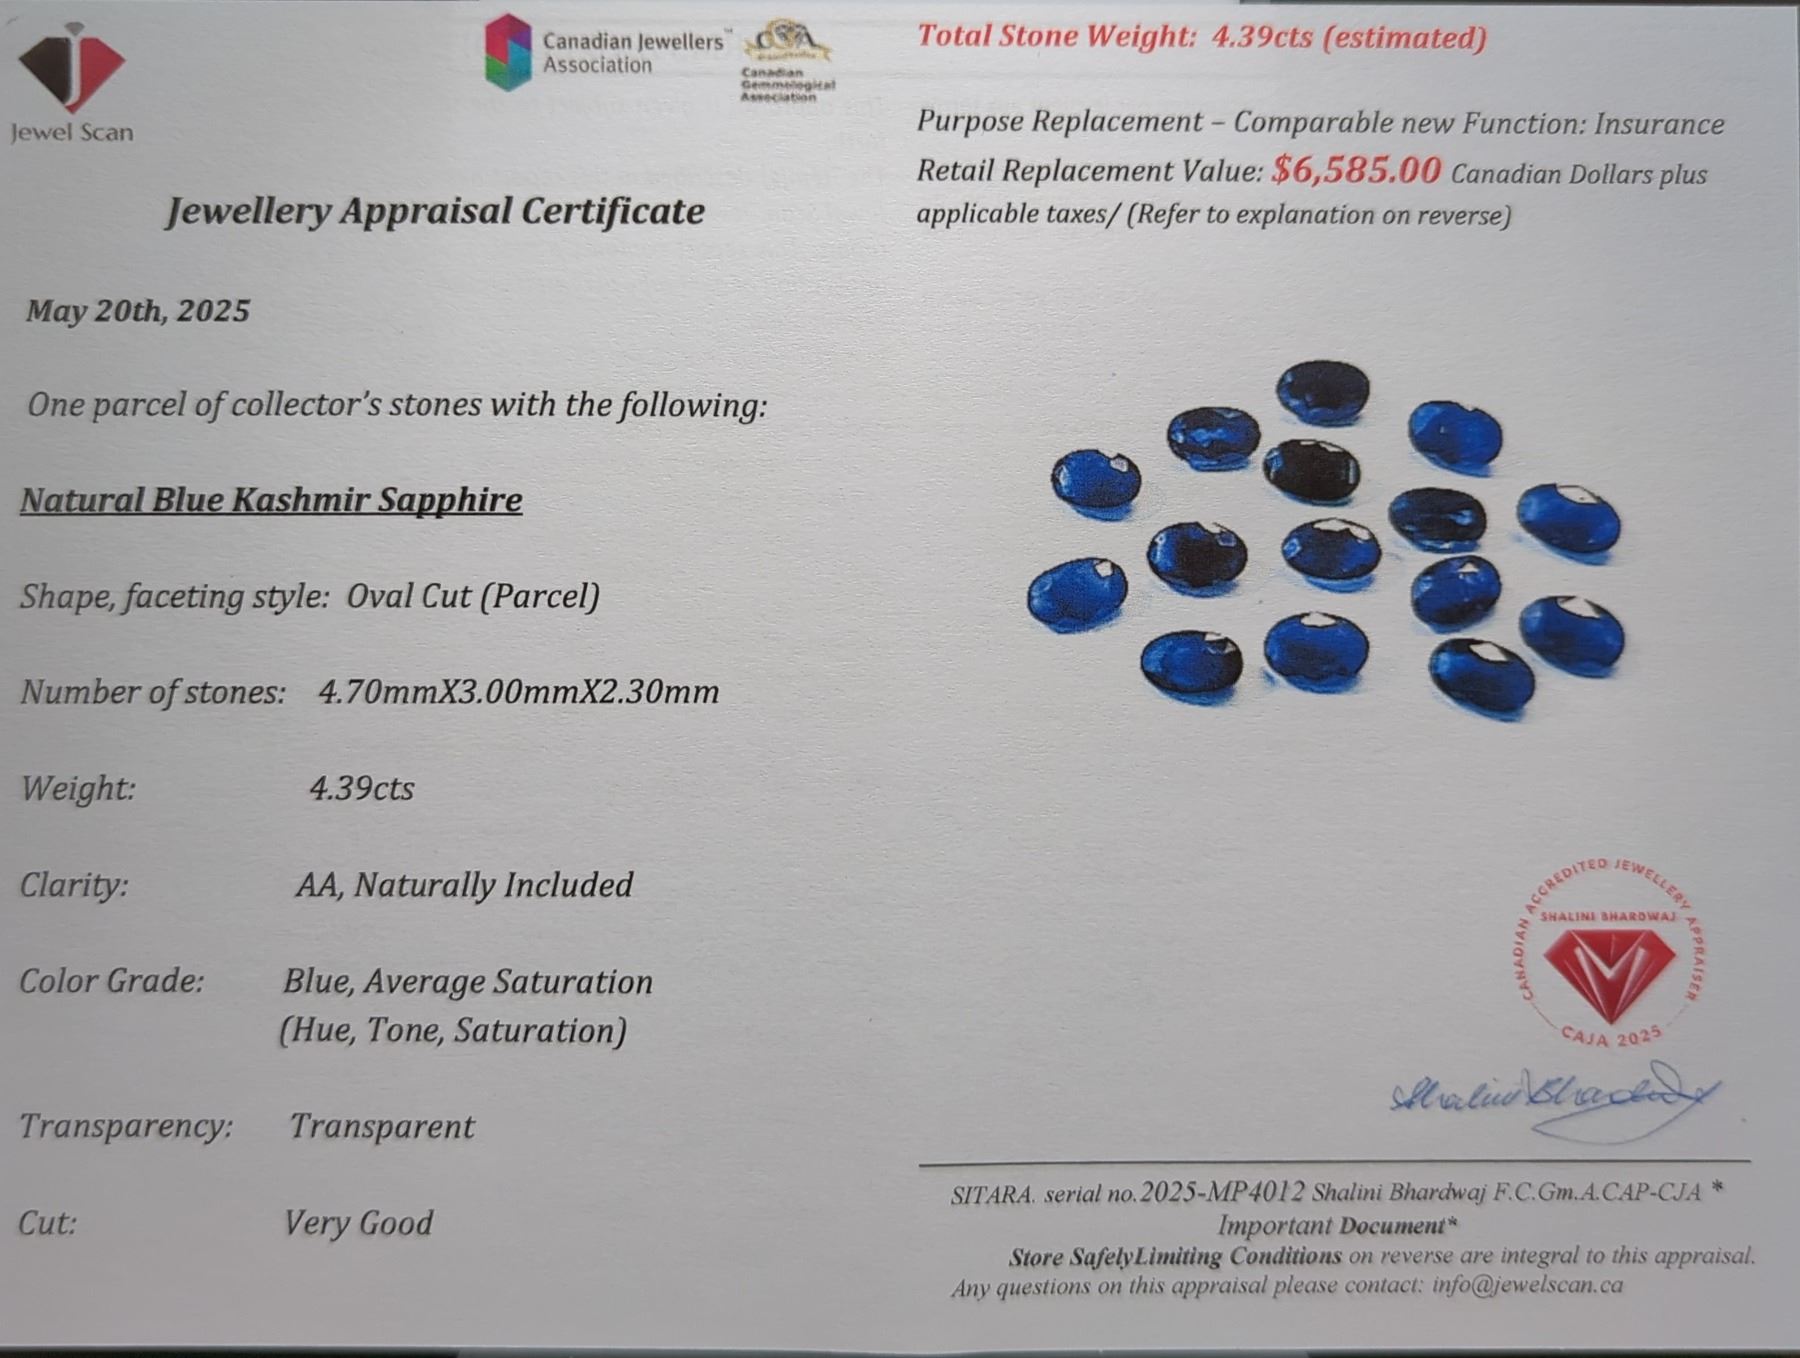 Jewel Scan
Canadian Jewellers™
Association
CGA
Canadian
Gemmological
Association
Jewellery Appraisal Certificate
May 20th, 2025
One parcel of collector's stones with the following:
Natural Blue Kashmir Sapphire
Shape, faceting style: Oval Cut (Parcel)
Number of stones: 4.70mmX3.00mmX2.30mm
Weight: 4.39cts
Clarity: AA, Naturally Included
Color Grade: Blue, Average Saturation
(Hue, Tone, Saturation)
Transparency: Transparent
Cut: Very Good
Total Stone Weight: 4.39cts (estimated)
Purpose Replacement – Comparable new Function: Insurance
Retail Replacement Value: $6,585.00 Canadian Dollars plus
applicable taxes/ (Refer to explanation on reverse)
CANADIAN ACCREDITED JEWELLERY APPRAISER
SHALINI BHARDWAJ
CAJA 2025
Shalini Bhardwaj
SITARA. serial no.2025-MP4012 Shalini Bhardwaj F.C.Gm.A.CAP-CJA *
Important Document*
Store SafelyLimiting Conditions on reverse are integral to this appraisal.
Any questions on this appraisal please contact: info@jewelscan.ca